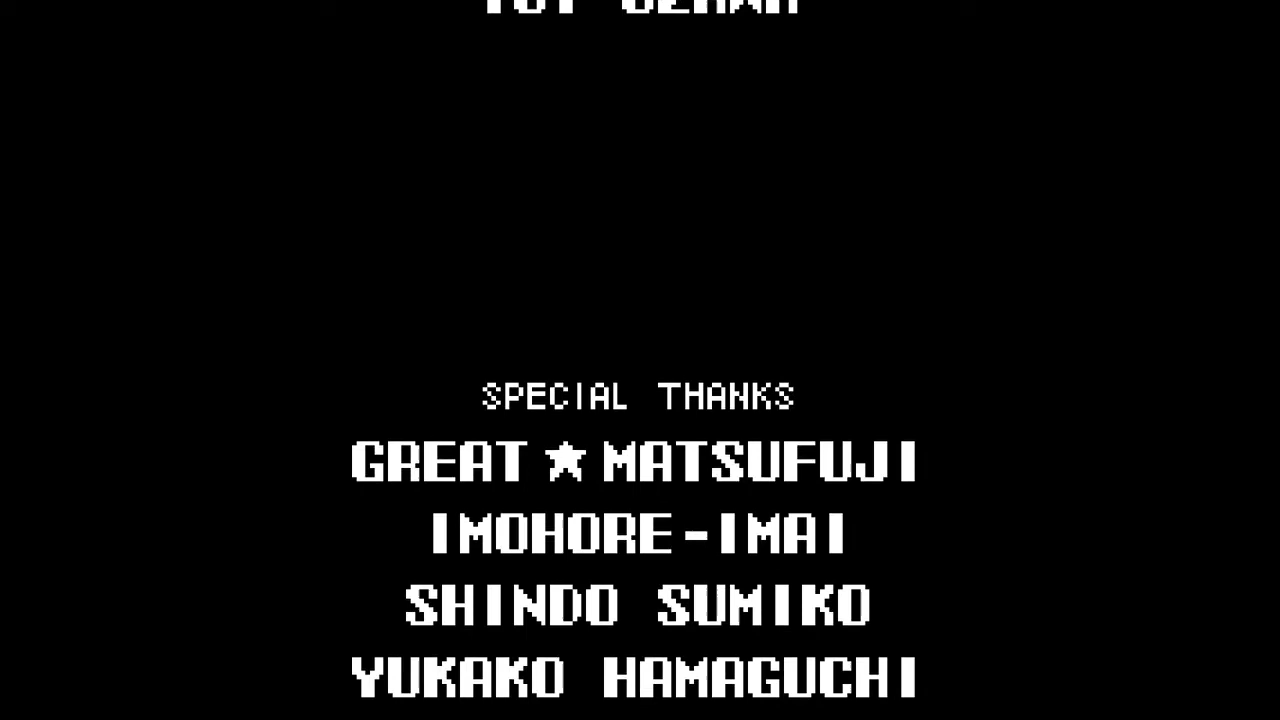 SPECIAL THANKS
GREAT★MATSUFUJI
IMOHORE-IMAI
SHINDO SUMIKO
YUKAKO HAMAGUCHI